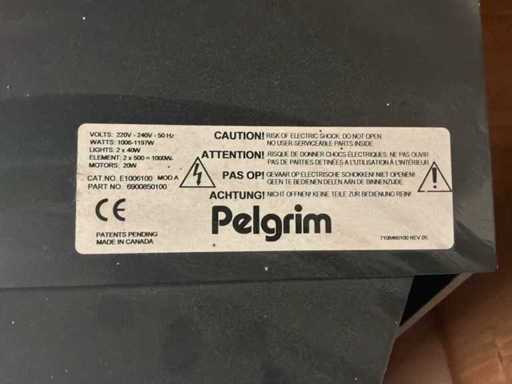 VOLTS: 220V - 240V - 50 Hz
WATTS: 1006-1197W
LIGHTS: 2 x 40W
ELEMENT: 2 x 500 = 1000W
MOTORS: 20W
CAT.NO. E1006100 MOD A
PART NO. 6900850100
CE
PATENTS PENDING
MADE IN CANADA
CAUTION! RISK OF ELECTRIC SHOCK, DO NOT OPEN.
NO USER-SERVICEABLE PARTS INSIDE.
ATTENTION! RISQUE DE DONNER CHOCS ÉLECTRIQUES: NE PAS OUVRIR
PAS DE PARTIES DESTINÉES A L'UTILISATION À L'INTÉRIEUR
PAS OP! GEVAAR OP ELECTRISCHE SCHOKKEN! NIET OPENEN!
GEEN TE BEDIENEN DELEN AAN DE BINNENZIJDE.
ACHTUNG! NICHT ÖFFNEN! KEINE TEILE ZUR BEDIENUNG REIN!
Pelgrim
REV.05